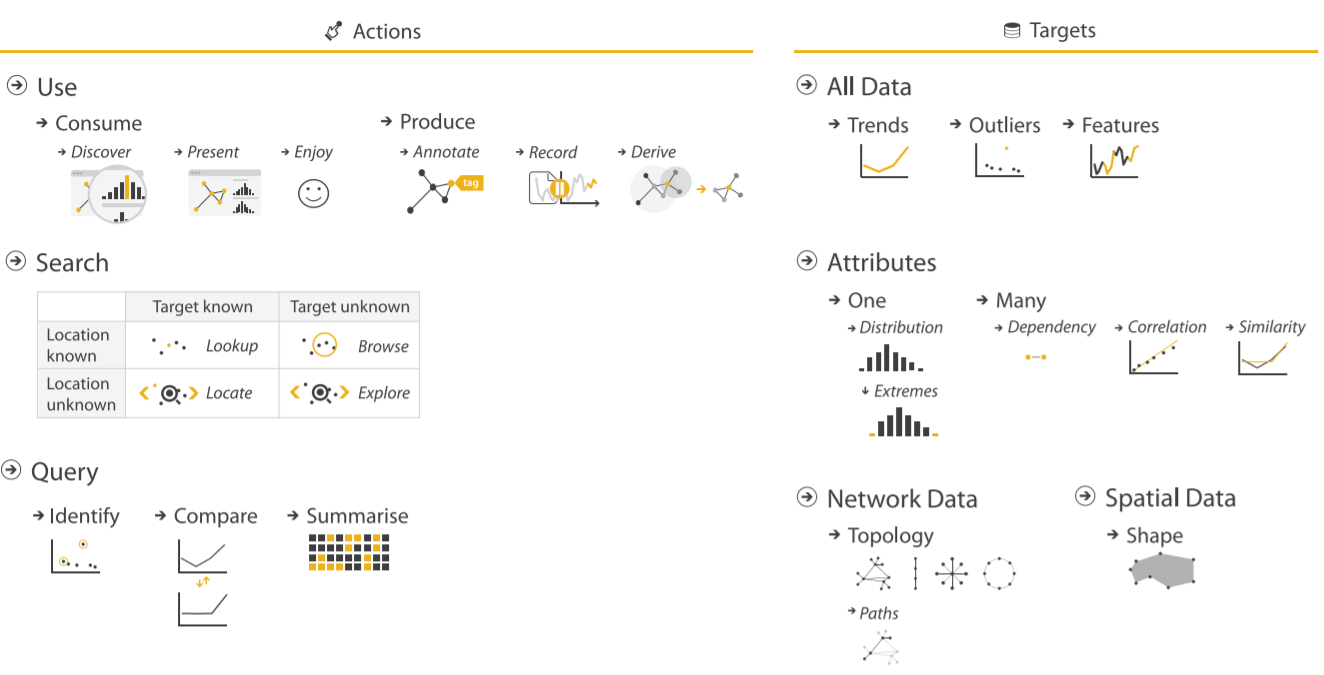 Actions
Use
Consume
Discover
Present
Enjoy
Produce
Annotate
tag
Record
Derive
Search
Target known
Target unknown
Location
known
Lookup
Browse
Location
unknown
Locate
Explore
Query
Identify
Compare
Summarise
Targets
All Data
Trends
Outliers
Features
Attributes
One
Distribution
Extremes
Many
Dependency
Correlation
Similarity
Network Data
Topology
Paths
Spatial Data
Shape